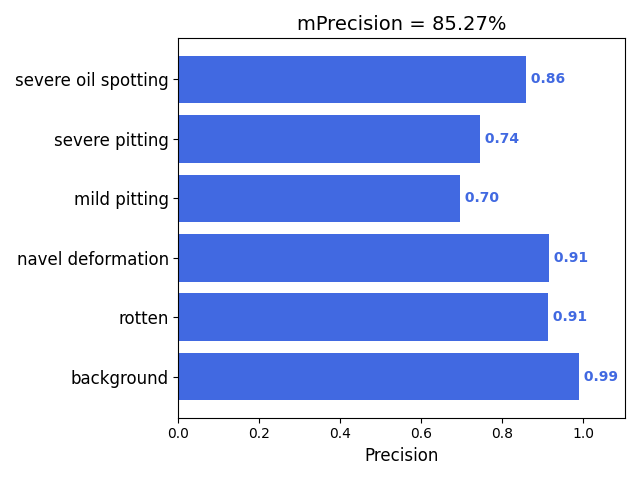 mPrecision = 85.27%
severe oil spotting 0.86
severe pitting 0.74
mild pitting 0.70
navel deformation 0.91
rotten 0.91
background 0.99
0.0 0.2 0.4 0.6 0.8 1.0
Precision